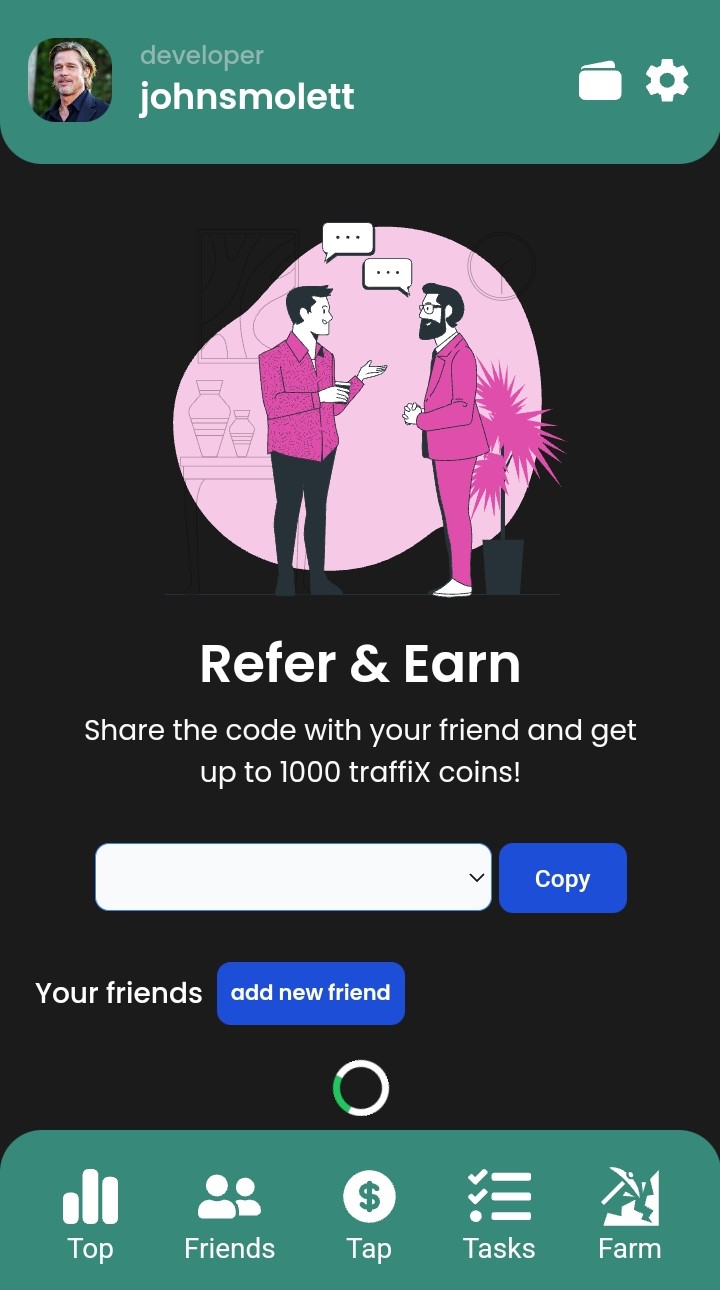 developer
johnsmolett
Refer & Earn
Share the code with your friend and get
up to 1000 traffiX coins!
Copy
Your friends
add new friend
Top
Friends
Tap
Tasks
Farm